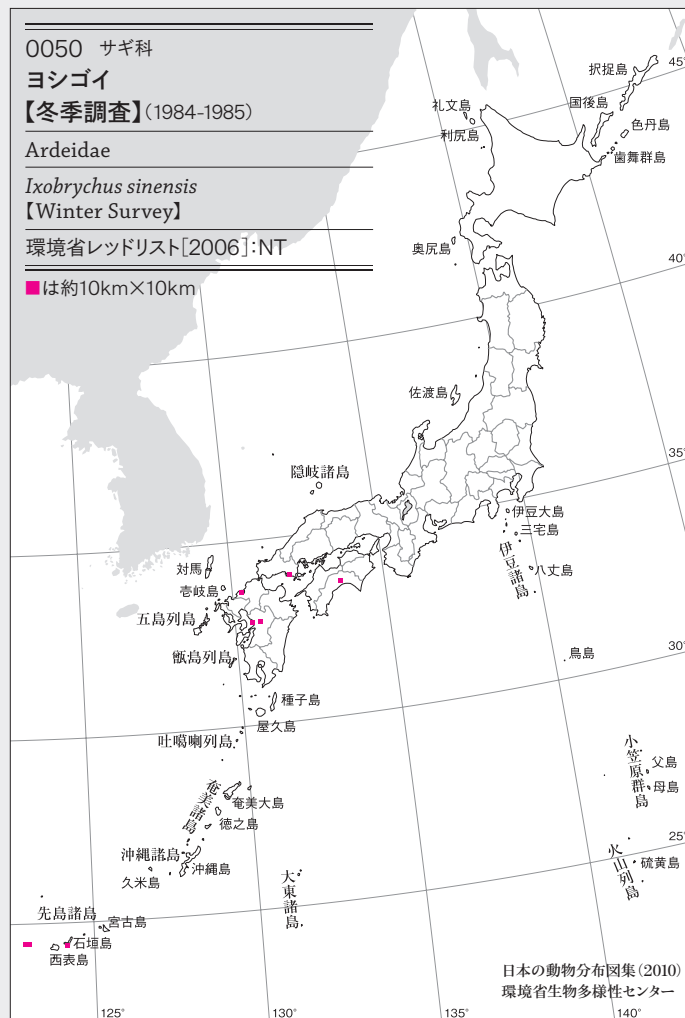 0050 サギ科
ヨシゴイ
【冬季調査】(1984-1985)
Ardeidae
Ixobrychus sinensis
【Winter Survey】
環境省レッドリスト[2006]:NT
■は約10km×10km
択捉島
国後島
色丹島
歯舞群島
礼文島
利尻島
奥尻島
佐渡島
隠岐諸島
対馬
壱岐島
五島列島
甑島列島
種子島
屋久島
吐噶喇列島
奄美諸島
奄美大島
徳之島
沖縄諸島
沖縄島
久米島
大東諸島
先島諸島
宮古島
石垣島
西表島
伊豆大島
三宅島
伊豆諸島
八丈島
鳥島
小笠原群島
父島
母島
火山列島
硫黄島
45°
40°
35°
30°
25°
125°
130°
135°
140°
日本の動物分布図集(2010)
環境省生物多様性センター